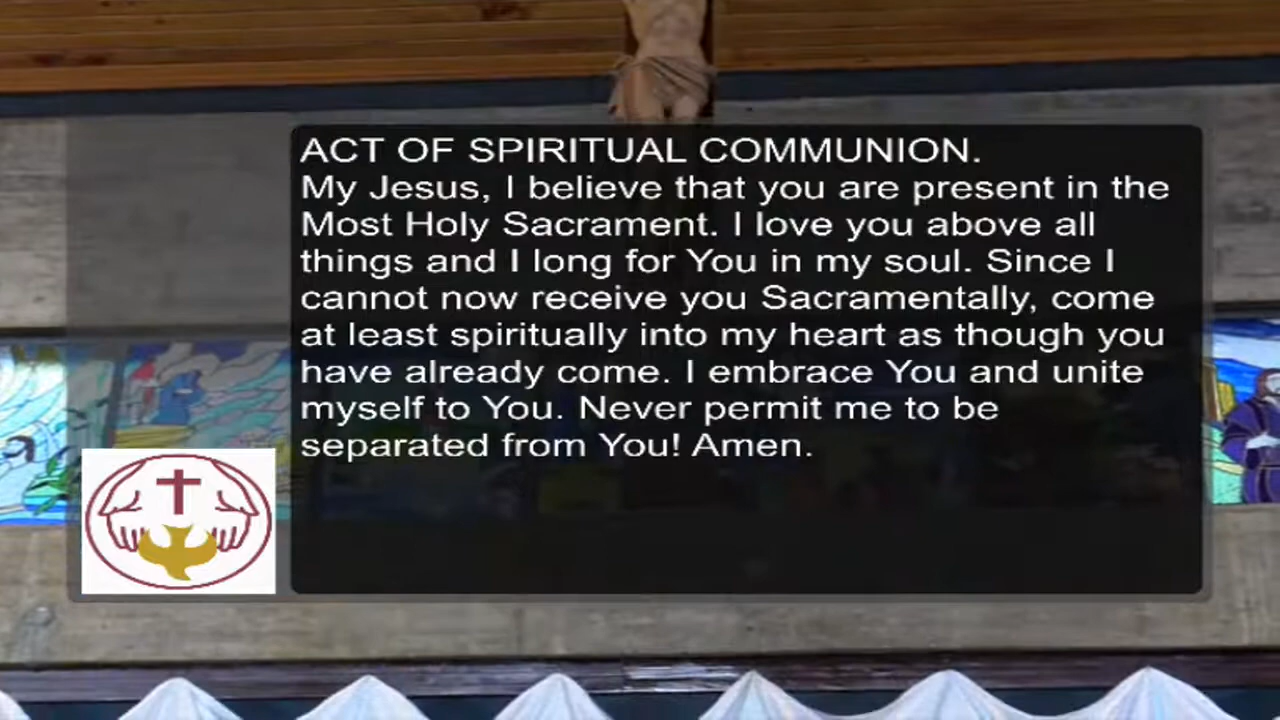 ACT OF SPIRITUAL COMMUNION.
My Jesus, I believe that you are present in the
Most Holy Sacrament. I love you above all
things and I long for You in my soul. Since I
cannot now receive you Sacramentally, come
at least spiritually into my heart as though you
have already come. I embrace You and unite
myself to You. Never permit me to be
separated from You! Amen.